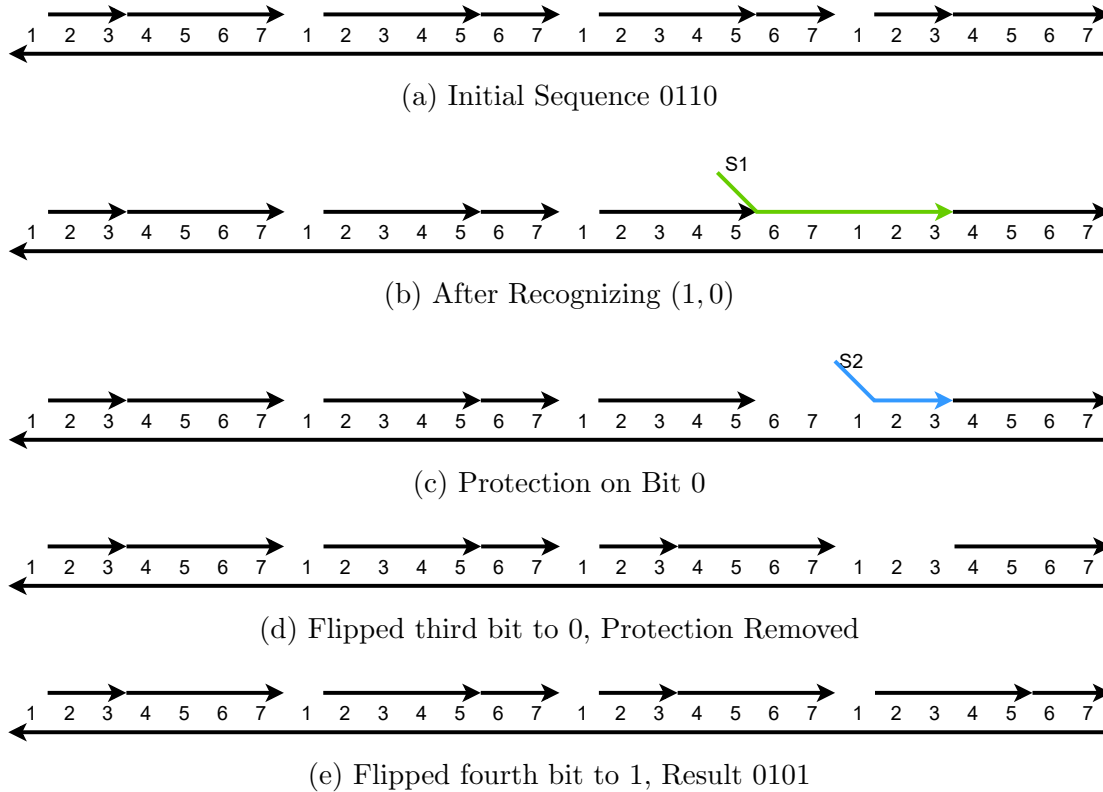 1 2 3 4 5 6 7 1 2 3 4 5 6 7 1 2 3 4 5 6 7 1 2 3 4 5 6 7
(a) Initial Sequence 0110
S1
1 2 3 4 5 6 7 1 2 3 4 5 6 7 1 2 3 4 5 6 7 1 2 3 4 5 6 7
(b) After Recognizing (1, 0)
S2
1 2 3 4 5 6 7 1 2 3 4 5 6 7 1 2 3 4 5 6 7 1 2 3 4 5 6 7
(c) Protection on Bit 0
1 2 3 4 5 6 7 1 2 3 4 5 6 7 1 2 3 4 5 6 7 1 2 3 4 5 6 7
(d) Flipped third bit to 0, Protection Removed
1 2 3 4 5 6 7 1 2 3 4 5 6 7 1 2 3 4 5 6 7 1 2 3 4 5 6 7
(e) Flipped fourth bit to 1, Result 0101